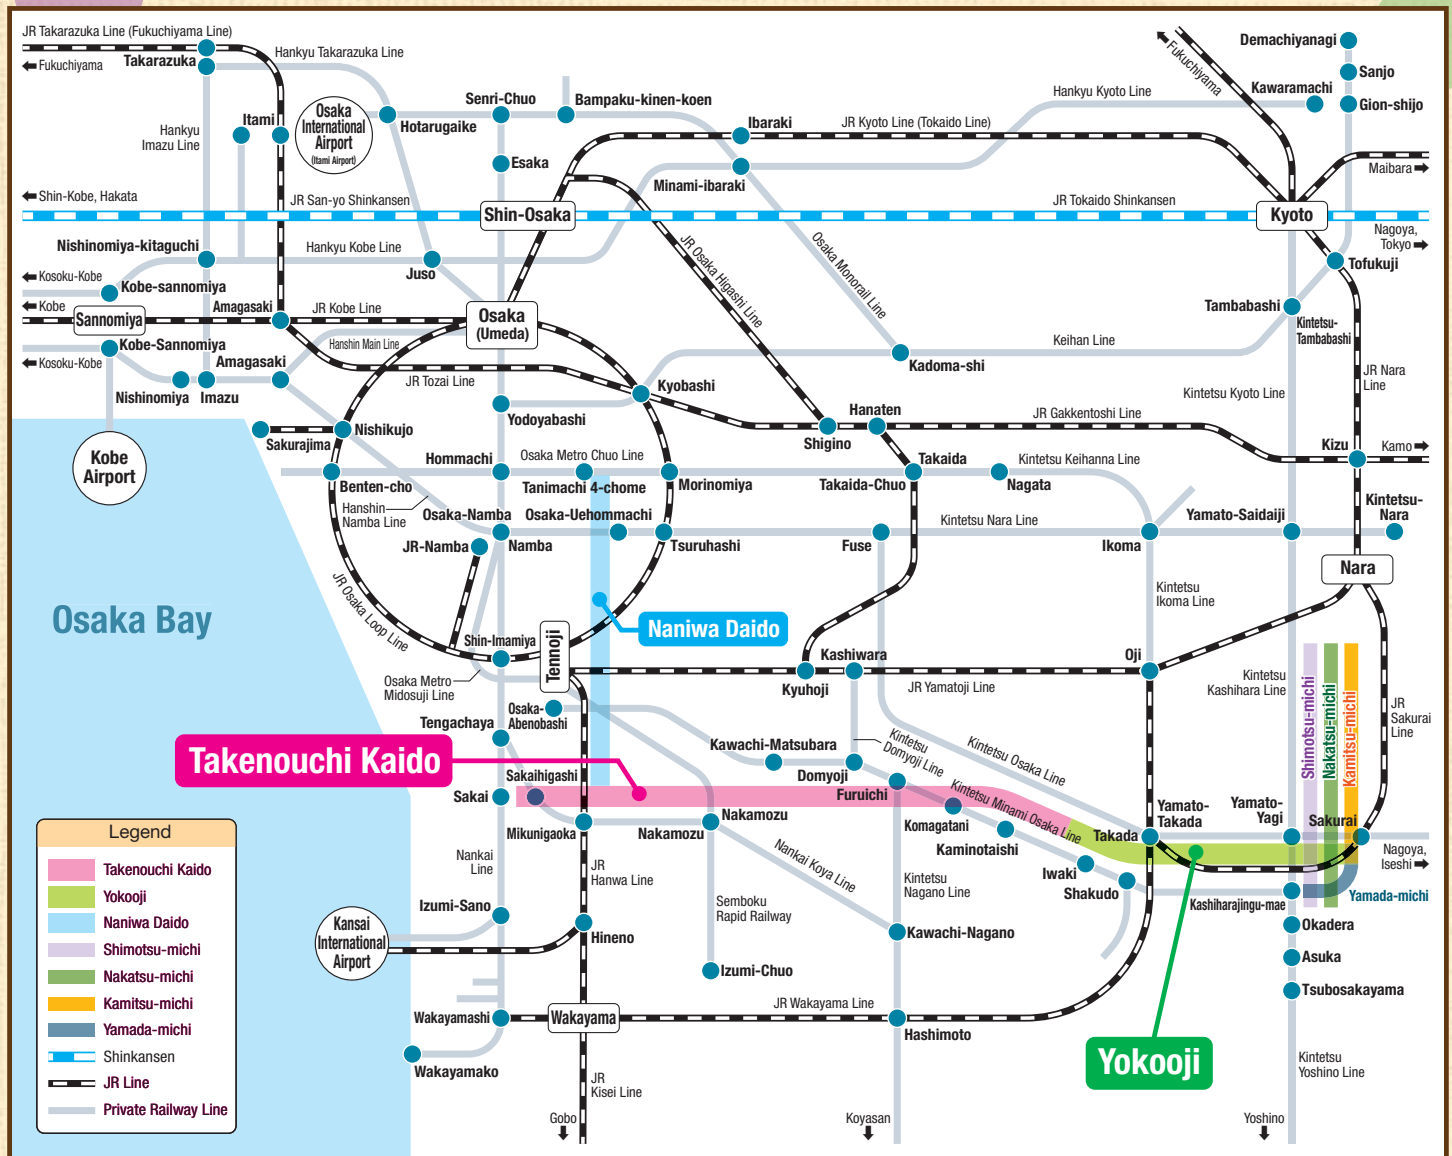 JR Takarazuka Line (Fukuchiyama Line)
Takarazuka
Fukuchiyama
Hankyu Takarazuka Line
Hankyu
Imazu Line
Itami
Osaka
International
Airport
(Itami Airport)
Hotarugaike
Senri-Chuo
Bampaku-kinen-koen
Esaka
Ibaraki
JR Kyoto Line (Tokaido Line)
Minami-ibaraki
Hankyu Kyoto Line
Fukuchiyama
Demachiyanagi
Sanjo
Kawaramachi
Gion-shijo
Maibara
Shin-Kobe, Hakata
JR San-yo Shinkansen
Shin-Osaka
JR Tokaido Shinkansen
Kyoto
Nagoya,
Tokyo
Nishinomiya-kitaguchi
Hankyu Kobe Line
Juso
JR Osaka Higashi Line
Osaka Monorail Line
Tofukuji
Kosoku-Kobe
Kobe-sannomiya
Kobe
Sannomiya
Amagasaki
JR Kobe Line
Osaka
(Umeda)
Tambabashi
Kintetsu-
Tambabashi
Kobe-Sannomiya
Kosoku-Kobe
Amagasaki
Hanshin Main Line
JR Tozai Line
Nishinomiya
Imazu
Kyobashi
Kadoma-shi
Keihan Line
Kintetsu Kyoto Line
JR Nara
Line
Yodoyabashi
Hanaten
Shigino
JR Gakkentoshi Line
Kizu
Kamo
Sakurajima
Nishikujo
Kobe
Airport
Hommachi
Osaka Metro Chuo Line
Benten-cho
Tanimachi 4-chome
Morinomiya
Takaida
Takaida-Chuo
Kintetsu Keihanna Line
Nagata
Hanshin
Namba Line
Osaka-Namba
Osaka-Uehommachi
JR-Namba
Namba
Tsuruhashi
Fuse
Kintetsu Nara Line
Ikoma
Yamato-Saidaiji
Kintetsu-
Nara
Nara
Kintetsu
Ikoma Line
JR Osaka Loop Line
Osaka Bay
Naniwa Daido
Shin-Imamiya
Tennoji
Osaka Metro
Midosuji Line
Kyuhoji
Kashiwara
JR Yamatoji Line
Oji
Kintetsu
Kashihara Line
Shimotsu-michi
Nakatsu-michi
Kamitsu-michi
JR
Sakurai
Line
Tengachaya
Osaka-
Abenobashi
Takenouchi Kaido
Kawachi-Matsubara
Domyoji
Kintetsu
Domyoji Line
Kintetsu Osaka Line
Sakai
Sakaihigashi
Furuichi
Kintetsu Minami Osaka Line
Komagatani
Kaminotaishi
Mikunigaoka
Nakamozu
Nakamozu
Takada
Yamato-
Takada
Yamato-
Yagi
Sakurai
Nagoya,
Iseshi
Nankai
Line
JR
Hanwa Line
Nankai Koya Line
Kintetsu
Nagano Line
Iwaki
Shakudo
Kashiharajingu-mae
Yamada-michi
Semboku
Rapid Railway
Izumi-Sano
Kansai
International
Airport
Hineno
Kawachi-Nagano
Okadera
Asuka
Izumi-Chuo
Tsubosakayama
Wakayamashi
Wakayama
JR Wakayama Line
Hashimoto
Wakayamako
Yokooji
JR
Kisei Line
Kintetsu
Yoshino Line
Gobo
Koyasan
Yoshino
Legend
Takenouchi Kaido
Yokooji
Naniwa Daido
Shimotsu-michi
Nakatsu-michi
Kamitsu-michi
Yamada-michi
Shinkansen
JR Line
Private Railway Line